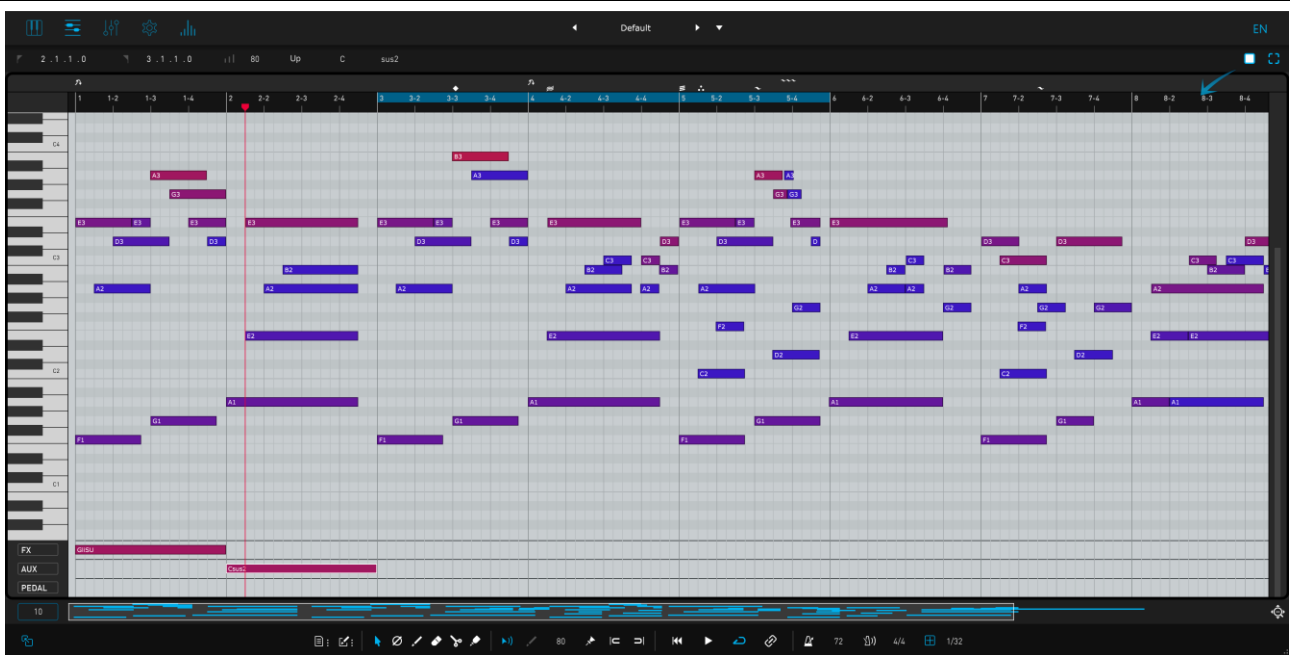 Default EN
2.1.1.0 3.1.1.0 80 Up C sus2
1 1-2 1-3 1-4 2 2-2 2-3 2-4 3 3-2 3-3 3-4 4 4-2 4-3 4-4 5 5-2 5-3 5-4 6 6-2 6-3 6-4 7 7-2 7-3 7-4 8 8-2 8-3 8-4
C4
B3
A3 A3 A3 A3
G3 G3 G3
E3 E3 E3 E3 E3 E3 E3 E3 E3 E3 E3 E3
D3 D3 D3 D3 D3 D3 D D3 D3 D3
C3 C3 C3 C3 C3 C3 C3
B2 B2 B2 B2 B2 B2
A2 A2 A2 A2 A2 A2 A2 A2 A2 A2
G2 G2 G2 G2
F2 F2
E2 E2 E2 E2 E2
D2 D2
C2 C2 C2
A1 A1 A1 A1 A1
G1 G1 G1 G1
F1 F1 F1 F1
C1
FX GliSU
AUX Csus2
PEDAL
10
80 72 4/4 1/32